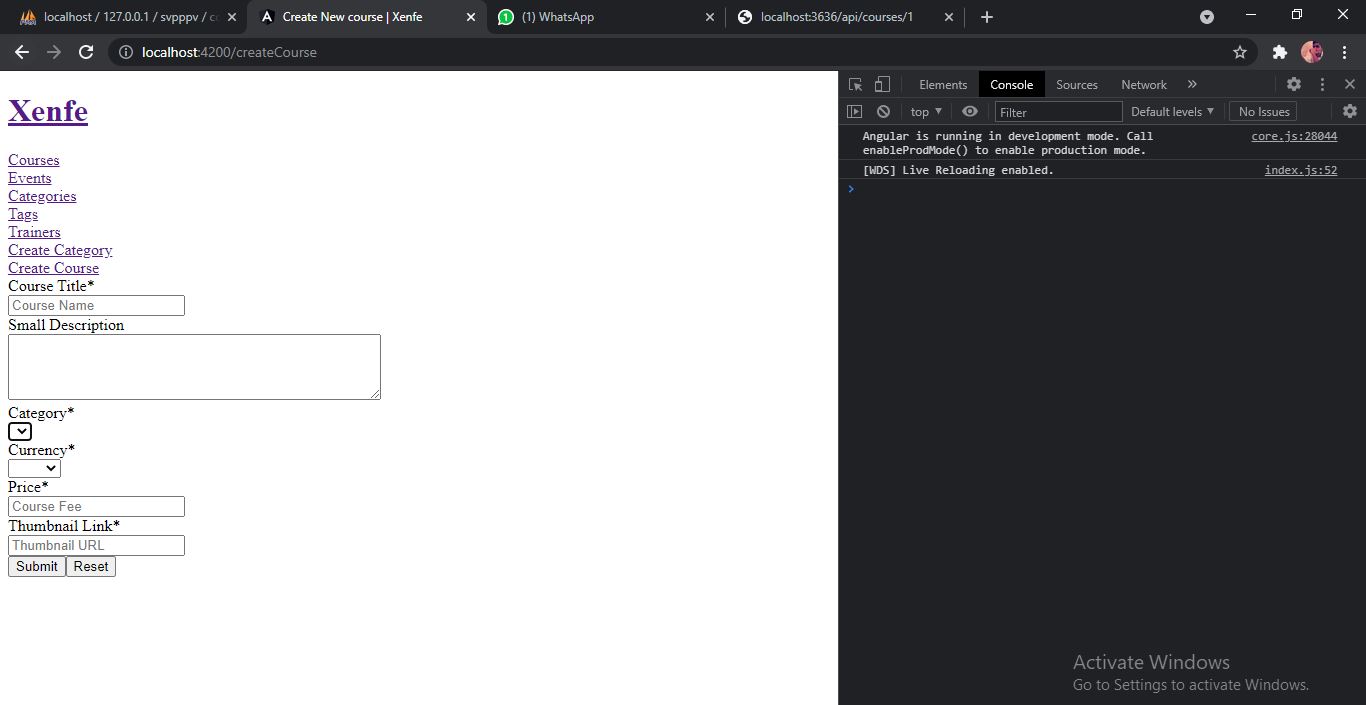 localhost / 127.0.0.1 / svpppv / co
Create New course | Xenfe
(1) WhatsApp
localhost:3636/api/courses/1
localhost:4200/createCourse
Xenfe
Courses
Events
Categories
Tags
Trainers
Create Category
Create Course
Course Title*
Course Name
Small Description
Category*
Currency*
Price*
Course Fee
Thumbnail Link*
Thumbnail URL
Submit Reset
Elements Console Sources Network »
top Filter Default levels No Issues
Angular is running in development mode. Call core.js:28044
enableProdMode() to enable production mode.
[WDS] Live Reloading enabled. index.js:52
Activate Windows
Go to Settings to activate Windows.